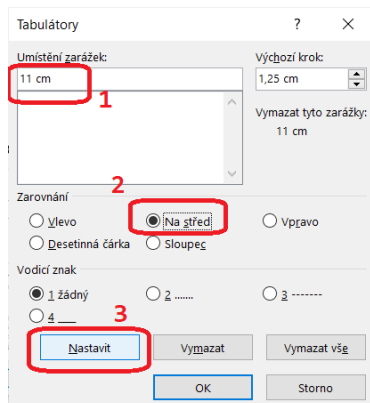 Tabulátory ? ×
Umístění zarážek: Výchozí krok:
11 cm 1,25 cm
1
Vymazat tyto zarážky:
11 cm
2
Zarovnání
Vlevo Na střed Vpravo
Desetinná čárka Sloupec
Vodicí znak
1 žádný 2 ....... 3 -------
4 ___
3
Nastavit Vymazat Vymazat vše
OK Storno